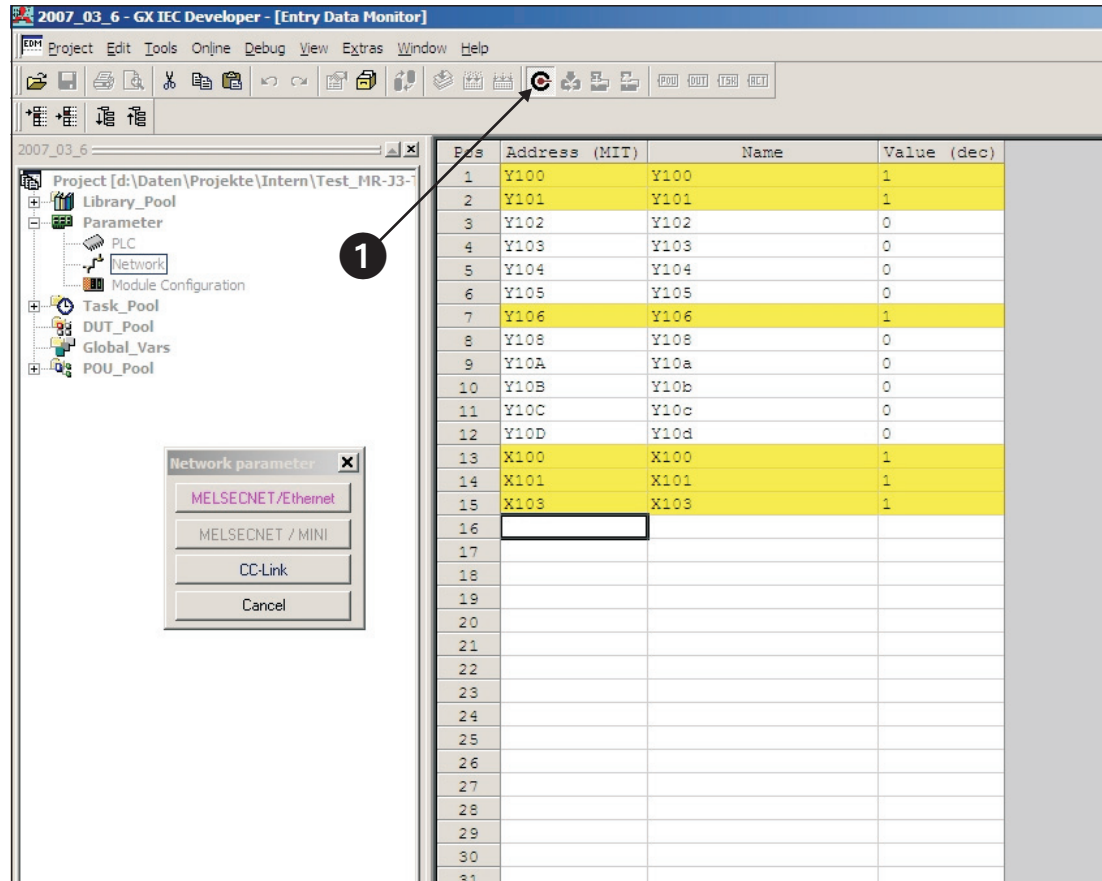 2007_03_6 - GX IEC Developer - [Entry Data Monitor]
EDM Project Edit Tools Online Debug View Extras Window Help
POU DUT TSK ACT
2007_03_6
Project [d:\Daten\Projekte\Intern\Test_MR-J3-
Library_Pool
Parameter
PLC
Network
Module Configuration
Task_Pool
DUT_Pool
Global_Vars
POU_Pool
1
Network parameter
MELSECNET/Ethernet
MELSECNET / MINI
CC-Link
Cancel
Pos Address (MIT) Name Value (dec)
1 Y100 Y100 1
2 Y101 Y101 1
3 Y102 Y102 0
4 Y103 Y103 0
5 Y104 Y104 0
6 Y105 Y105 0
7 Y106 Y106 1
8 Y108 Y108 0
9 Y10A Y10a 0
10 Y10B Y10b 0
11 Y10C Y10c 0
12 Y10D Y10d 0
13 X100 X100 1
14 X101 X101 1
15 X103 X103 1
16
17
18
19
20
21
22
23
24
25
26
27
28
29
30
31